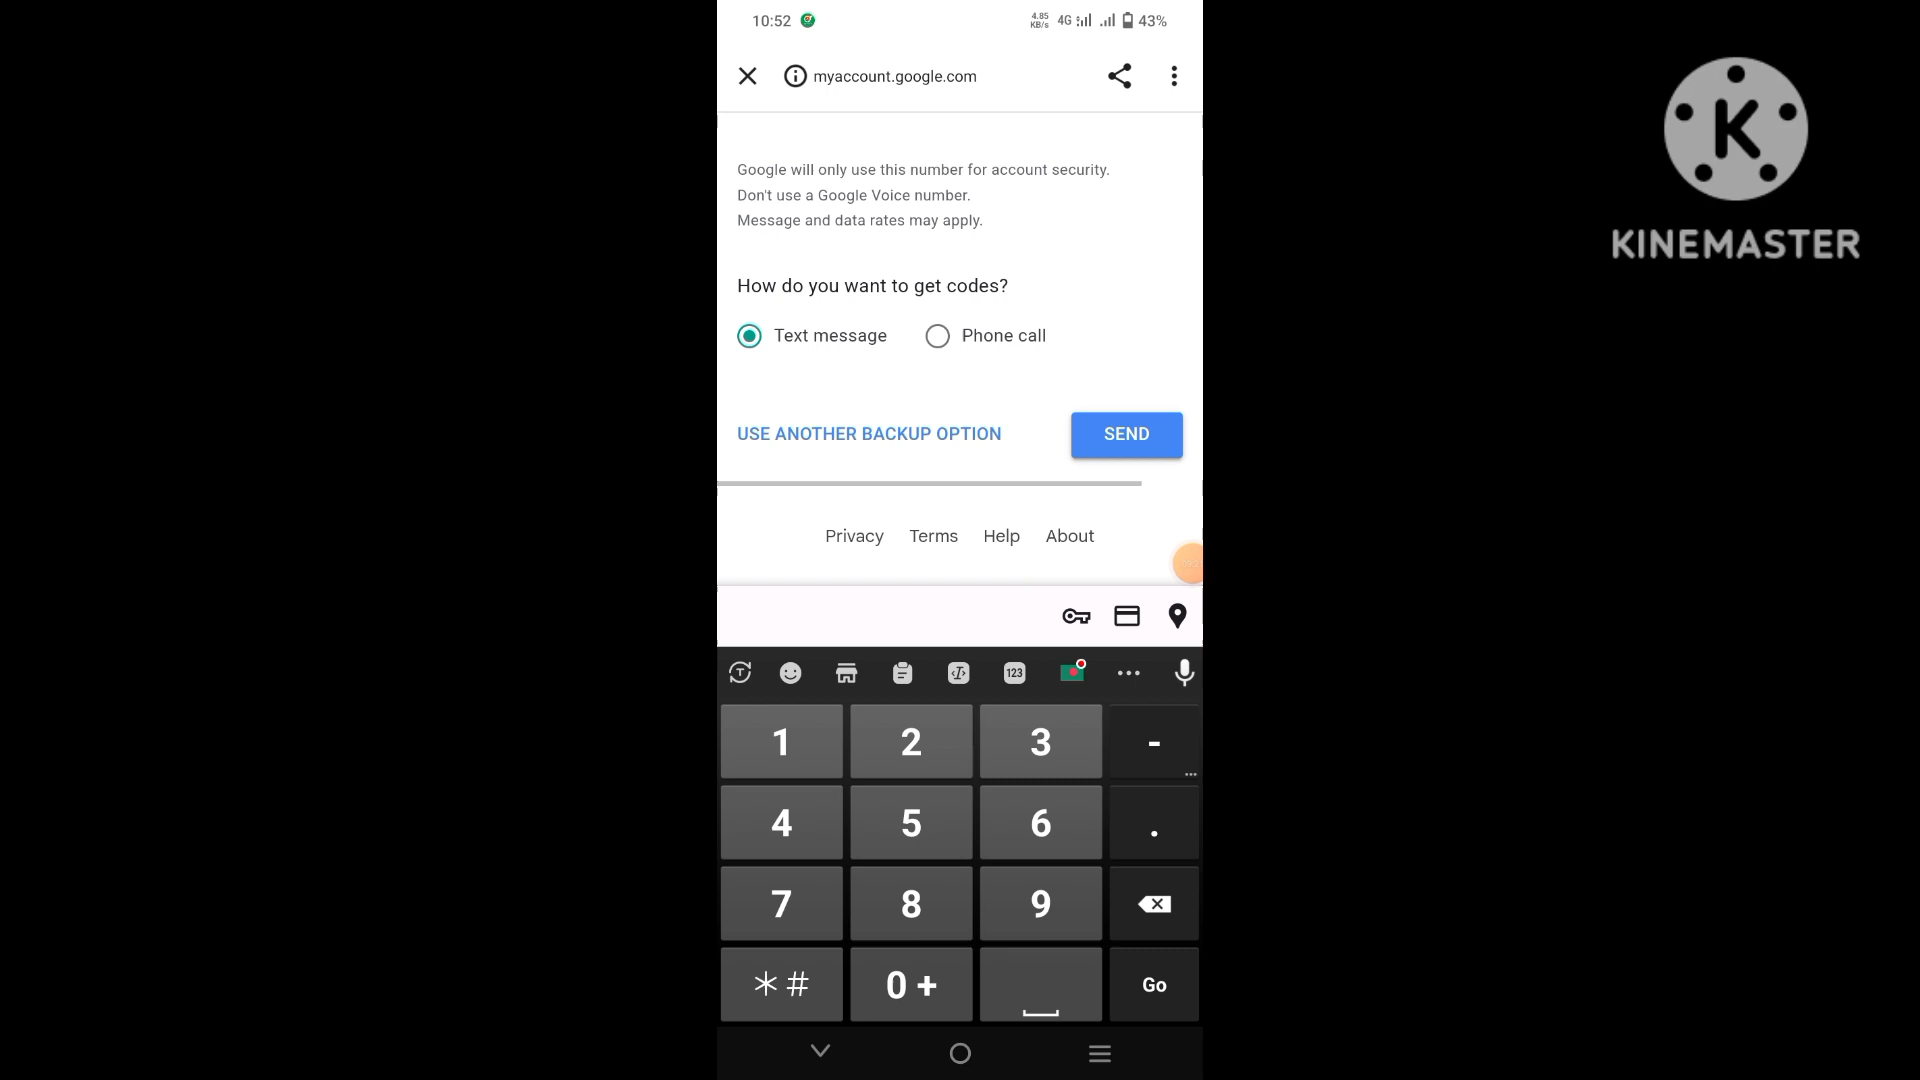 10:52
4.85
KB/s
4G
43%
myaccount.google.com
K
KINEMASTER
Google will only use this number for account security.
Don't use a Google Voice number.
Message and data rates may apply.
How do you want to get codes?
Text message
Phone call
USE ANOTHER BACKUP OPTION
SEND
Privacy
Terms
Help
About
T
123
1
2
3
-
...
4
5
6
.
7
8
9
*#
0 +
Go